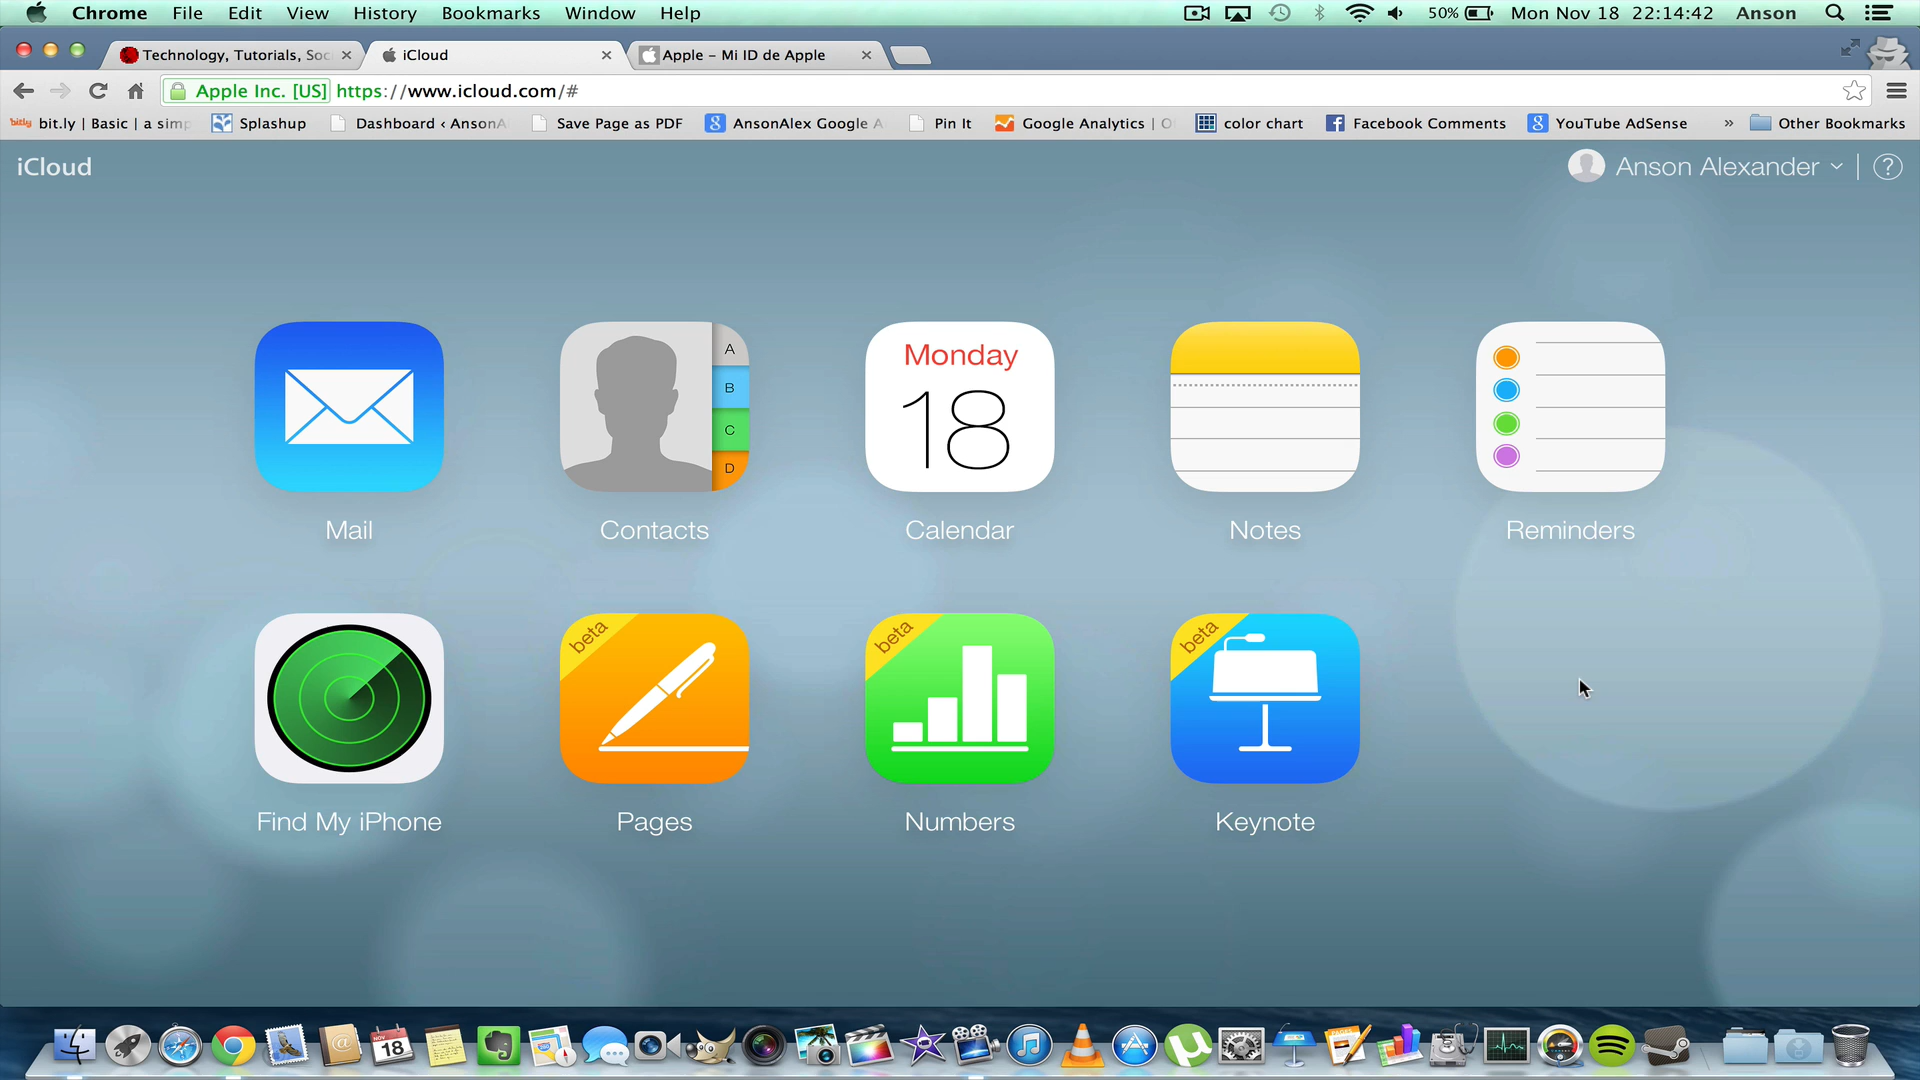 Chrome File Edit View History Bookmarks Window Help 50% Mon Nov 18 22:14:42 Anson
Technology, Tutorials, Soc iCloud Apple – Mi ID de Apple
Apple Inc. [US] https://www.icloud.com/#
bitly bit.ly | Basic | a simp Splashup Dashboard ‹ AnsonA Save Page as PDF AnsonAlex Google A Pin It Google Analytics | O color chart Facebook Comments YouTube AdSense » Other Bookmarks
iCloud Anson Alexander ?
A
B
C
D
Monday
18
Mail Contacts Calendar Notes Reminders
beta beta beta
Find My iPhone Pages Numbers Keynote
NOV
18